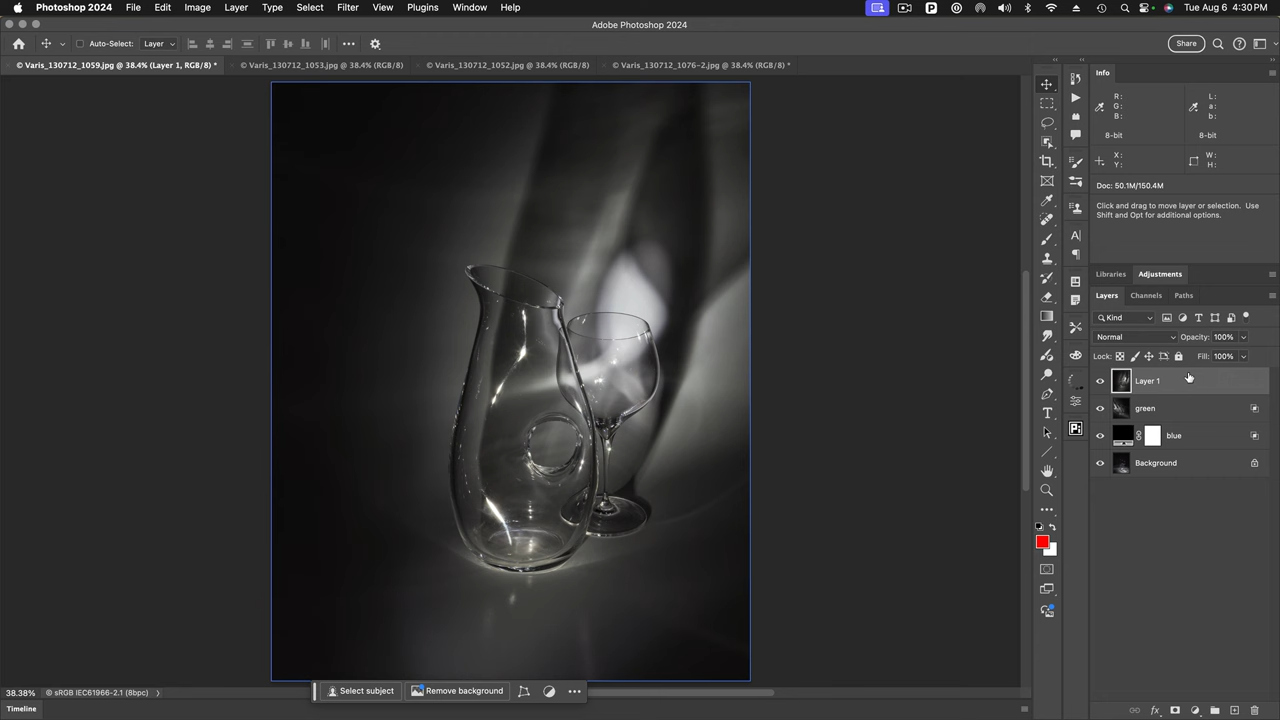 Photoshop 2024 File Edit Image Layer Type Select Filter View Plugins Window Help Tue Aug 6 4:30 PM
Adobe Photoshop 2024
Auto-Select: Layer Share
© Varis_130712_1059.jpg @ 38.4% (Layer 1, RGB/8) * © Varis_130712_1053.jpg @ 38.4% (RGB/8) © Varis_130712_1052.jpg @ 38.4% (RGB/8) © Varis_130712_1076-2.jpg @ 38.4% (RGB/8) *
Info
R: L:
G: a:
B: b:
8-bit 8-bit
X: W:
Y: H:
Doc: 50.1M/150.4M
Click and drag to move layer or selection. Use
Shift and Opt for additional options.
Libraries Adjustments
Layers Channels Paths
Kind
Normal Opacity: 100%
Lock: Fill: 100%
Layer 1
green
blue
Background
Select subject Remove background
38.38% © sRGB IEC61966-2.1 (8bpc)
Timeline